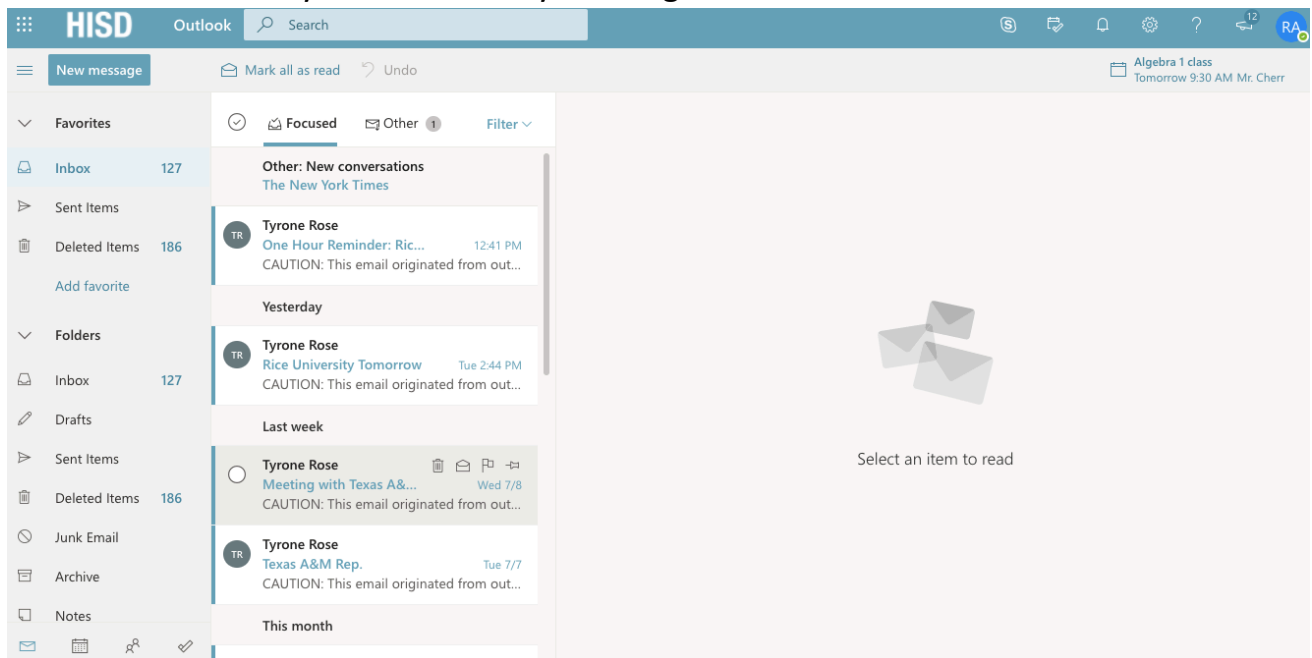 HISD Outlook Search 12 RA
New message Mark all as read Undo Algebra 1 class
Tomorrow 9:30 AM Mr. Cherr
Favorites
Inbox 127
Sent Items
Deleted Items 186
Add favorite
Folders
Inbox 127
Drafts
Sent Items
Deleted Items 186
Junk Email
Archive
Notes
Focused Other 1 Filter
Other: New conversations
The New York Times
TR Tyrone Rose
One Hour Reminder: Ric... 12:41 PM
CAUTION: This email originated from out...
Yesterday
TR Tyrone Rose
Rice University Tomorrow Tue 2:44 PM
CAUTION: This email originated from out...
Last week
Tyrone Rose
Meeting with Texas A&... Wed 7/8
CAUTION: This email originated from out...
TR Tyrone Rose
Texas A&M Rep. Tue 7/7
CAUTION: This email originated from out...
This month
Select an item to read